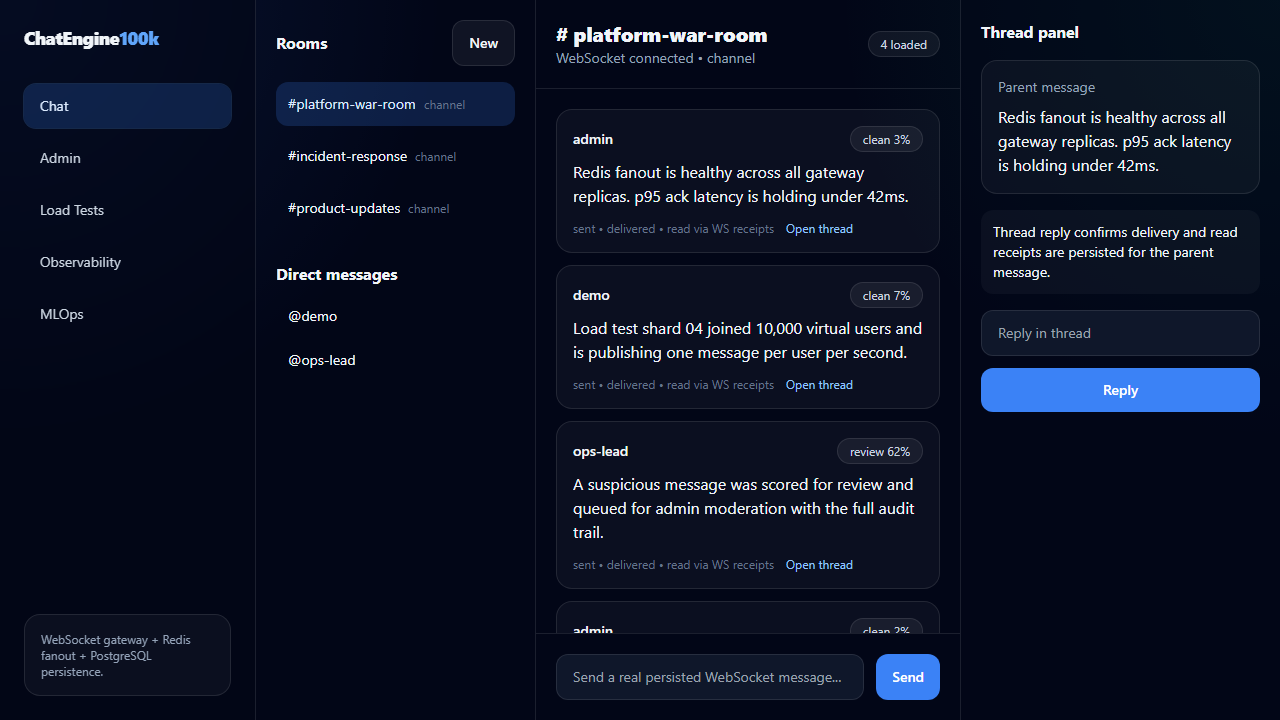 ChatEngine100k
Chat
Admin
Load Tests
Observability
MLOps
WebSocket gateway + Redis
fanout + PostgreSQL
persistence.
Rooms
New
#platform-war-room channel
#incident-response channel
#product-updates channel
Direct messages
@demo
@ops-lead
# platform-war-room
WebSocket connected • channel
4 loaded
admin
clean 3%
Redis fanout is healthy across all gateway
replicas. p95 ack latency is holding under 42ms.
sent • delivered • read via WS receipts Open thread
demo
clean 7%
Load test shard 04 joined 10,000 virtual users and
is publishing one message per user per second.
sent • delivered • read via WS receipts Open thread
ops-lead
review 62%
A suspicious message was scored for review and
queued for admin moderation with the full audit
trail.
sent • delivered • read via WS receipts Open thread
admin
clean 2%
Send a real persisted WebSocket message...
Send
Thread panel
Parent message
Redis fanout is healthy across all
gateway replicas. p95 ack latency
is holding under 42ms.
Thread reply confirms delivery and read
receipts are persisted for the parent
message.
Reply in thread
Reply